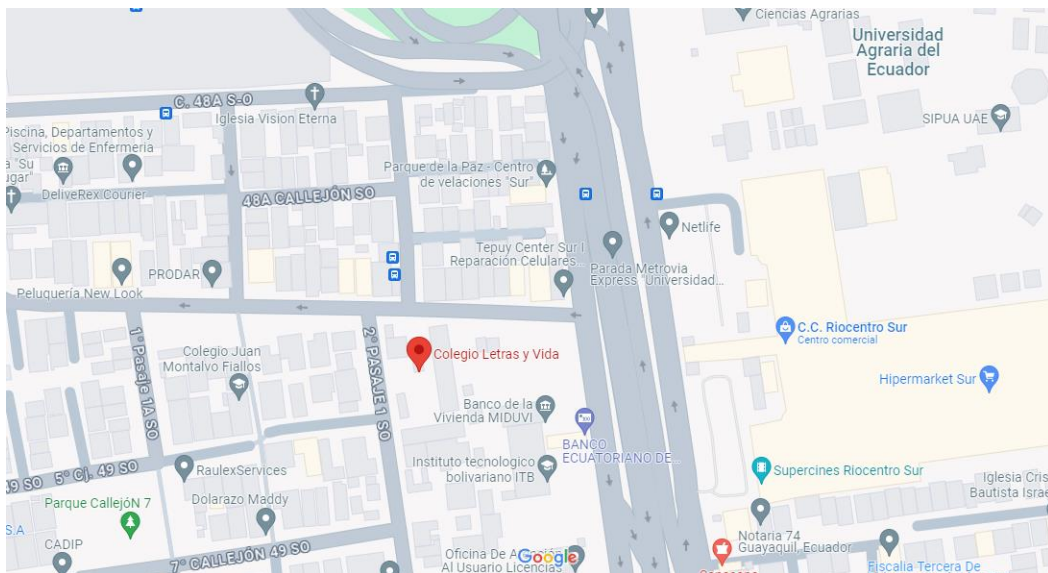 Ciencias Agrarias
Universidad
Agraria del
Ecuador
C. 48A S-O
Iglesia Vision Eterna
SIPUA UAE
Piscina, Departamentos y
Servicios de Enfermeria
a "Su
ugar"
DeliveRex Courier
Parque de la Paz - Centro
de velaciones "Sur"
48A CALLEJÓN SO
Netlife
Tepuy Center Sur I
Reparación Celulares...
Parada Metrovia
Express "Universidad...
PRODAR
Peluquería New Look
C.C. Riocentro Sur
Centro comercial
1° Pasaje 1A SO
2° PASAJE 1 SO
Colegio Juan
Montalvo Fiallos
Colegio Letras y Vida
Hipermarket Sur
Banco de la
Vivienda MIDUVI
BANCO
ECUATORIANO DE...
49 SO
5° Cj. 49 SO
RaulexServices
Instituto tecnologico
bolivariano ITB
Supercines Riocentro Sur
Iglesia Cris
Bautista Israe
Dolarazo Maddy
Parque CallejóN 7
S.A
Notaria 74
Guayaquil, Ecuador
CADIP
7° CALLEJÓN 49 SO
Google
Al Usuario Licencias
Fiscalia Tercera De